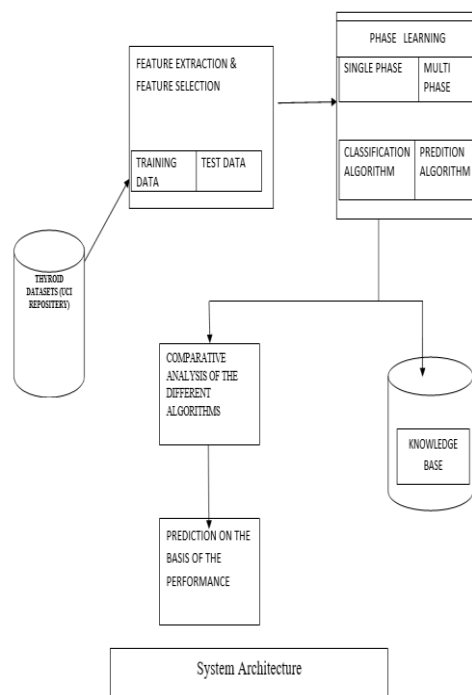 PHASE LEARNING
SINGLE PHASE
MULTI
PHASE
CLASSIFICATION
ALGORITHM
PREDITION
ALGORITHM
FEATURE EXTRACTION &
FEATURE SELECTION
TRAINING
DATA
TEST DATA
THYROID
DATASETS (UCI
REPOSITERY)
COMPARATIVE
ANALYSIS OF THE
DIFFERENT
ALGORITHMS
KNOWLEDGE
BASE
PREDICTION ON THE
BASIS OF THE
PERFORMANCE
System Architecture